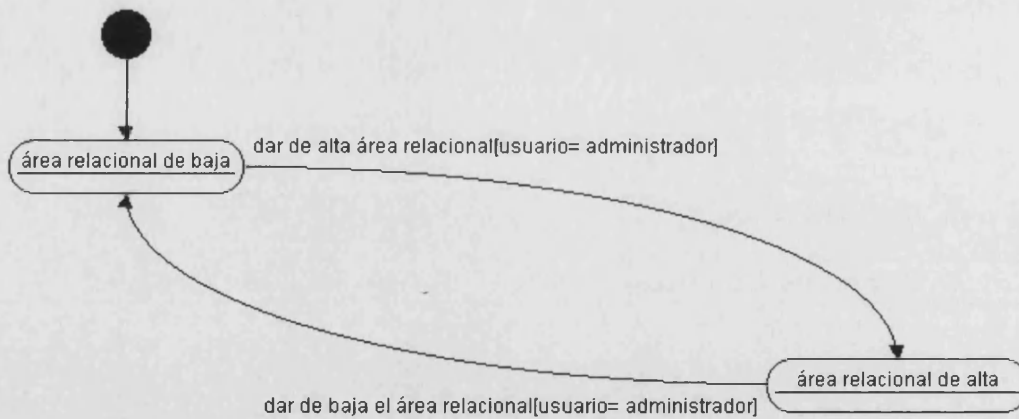 dar de alta área relacional[usuario= administrador]
área relacional de baja
área relacional de alta
dar de baja el área relacional[usuario= administrador]